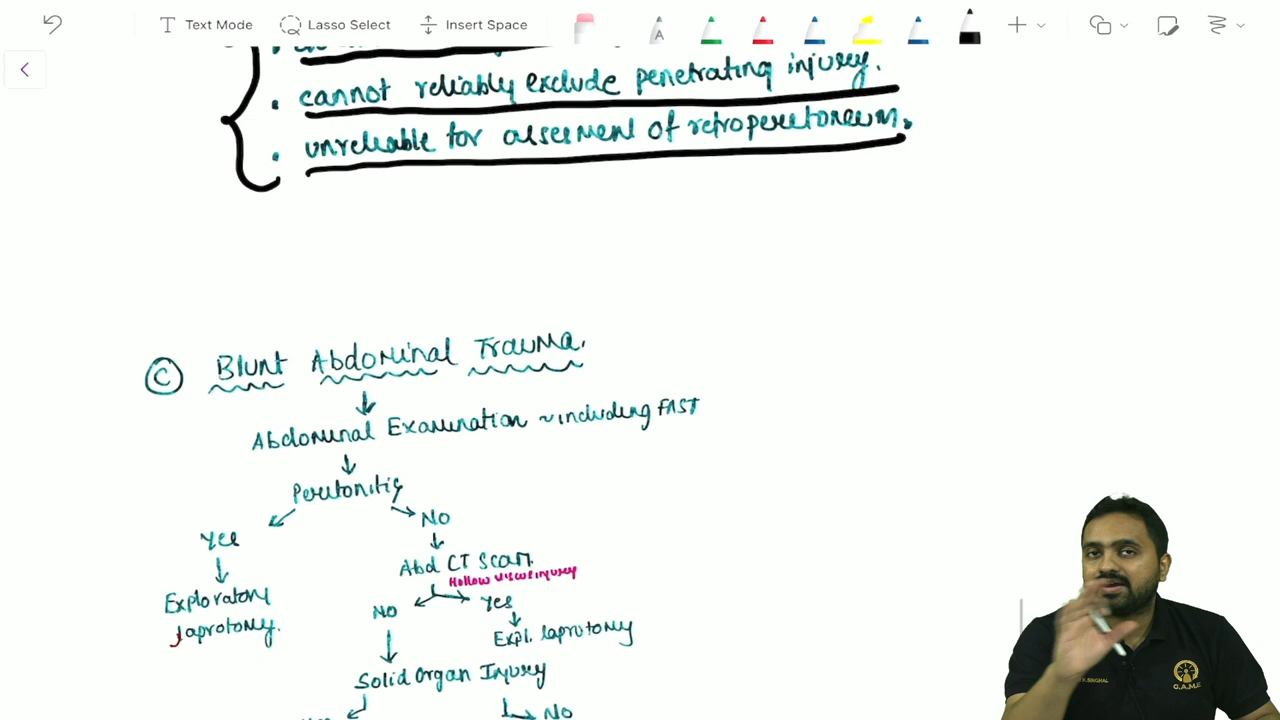 Text Mode
Lasso Select
Insert Space
A
cannot reliably exclude penetrating injury.
unreliable for assesment of retroperitoneum.
C Blunt Abdominal Trauma.
Abdominal Examination ~ including FAST
Peritonitis
Yes
NO
Exploratory
laprotomy.
Abd CT Scan.
Hollow viscus injury
NO
Yes
Expl. laprotomy
Solid Organ Injury
NO
SINGHAL
G.A.M.E